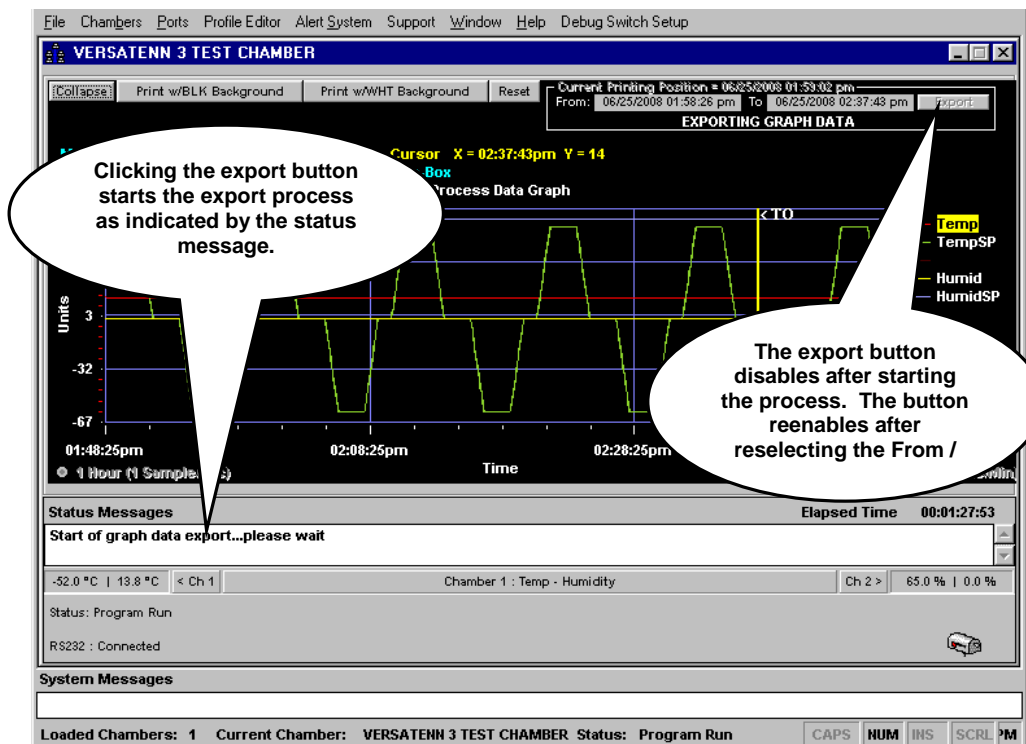 File Chambers Ports Profile Editor Alert System Support Window Help Debug Switch Setup
VERSATENN 3 TEST CHAMBER
Collapse Print w/BLK Background Print w/WHT Background Reset
Current Printing Position = 06/25/2008 01:59:02 pm
From: 06/25/2008 01:58:26 pm To 06/25/2008 02:37:43 pm Export
EXPORTING GRAPH DATA
Cursor X = 02:37:43pm Y = 14
-Box
Process Data Graph
Clicking the export button
starts the export process
as indicated by the status
message.
<TO
Temp
TempSP
Humid
HumidSP
Units
3
-32
-67
01:48:25pm 02:08:25pm 02:28:25pm
Time
1 Hour (1 Sample
The export button
disables after starting
the process. The button
reenables after
reselecting the From /
Status Messages Elapsed Time 00:01:27:53
Start of graph data export...please wait
-52.0 °C | 13.8 °C < Ch 1 Chamber 1 : Temp - Humidity Ch 2 > 65.0 % | 0.0 %
Status: Program Run
RS232 : Connected
System Messages
Loaded Chambers: 1 Current Chamber: VERSATENN 3 TEST CHAMBER Status: Program Run CAPS NUM INS SCRL PM